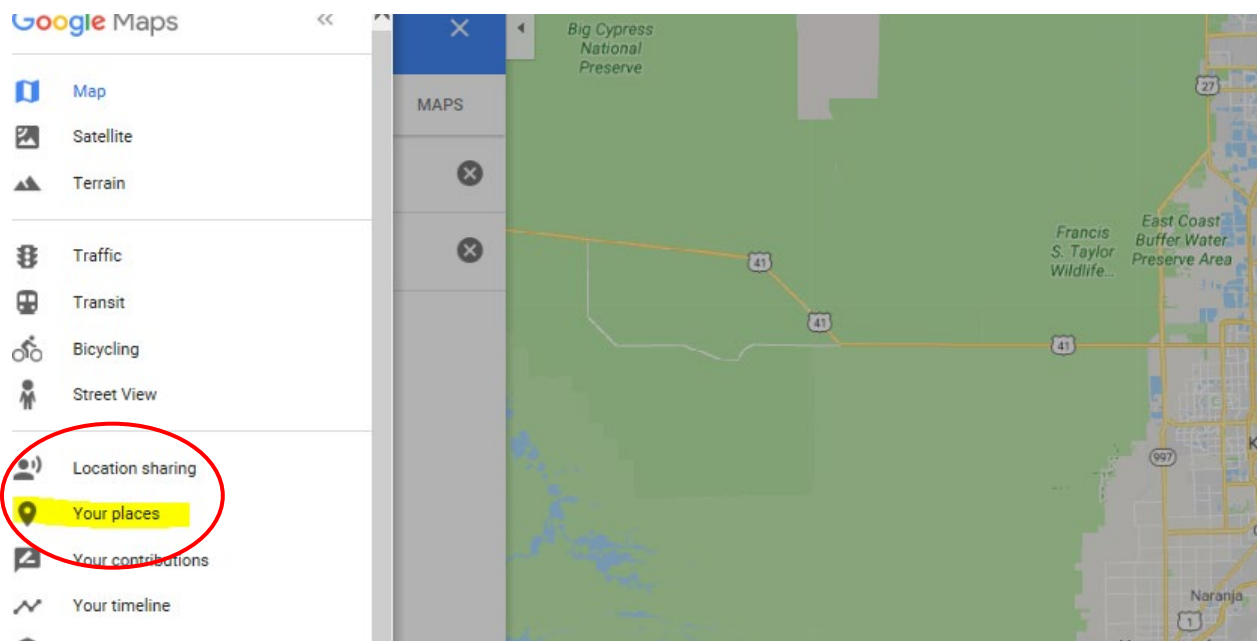 Google Maps
Map
Satellite
Terrain
Traffic
Transit
Bicycling
Street View
Location sharing
Your places
Your contributions
Your timeline
MAPS
Big Cypress
National
Preserve
27
Francis
S. Taylor
Wildlife...
East Coast
Buffer Water
Preserve Area
41
41
41
997
K
Naranja
1